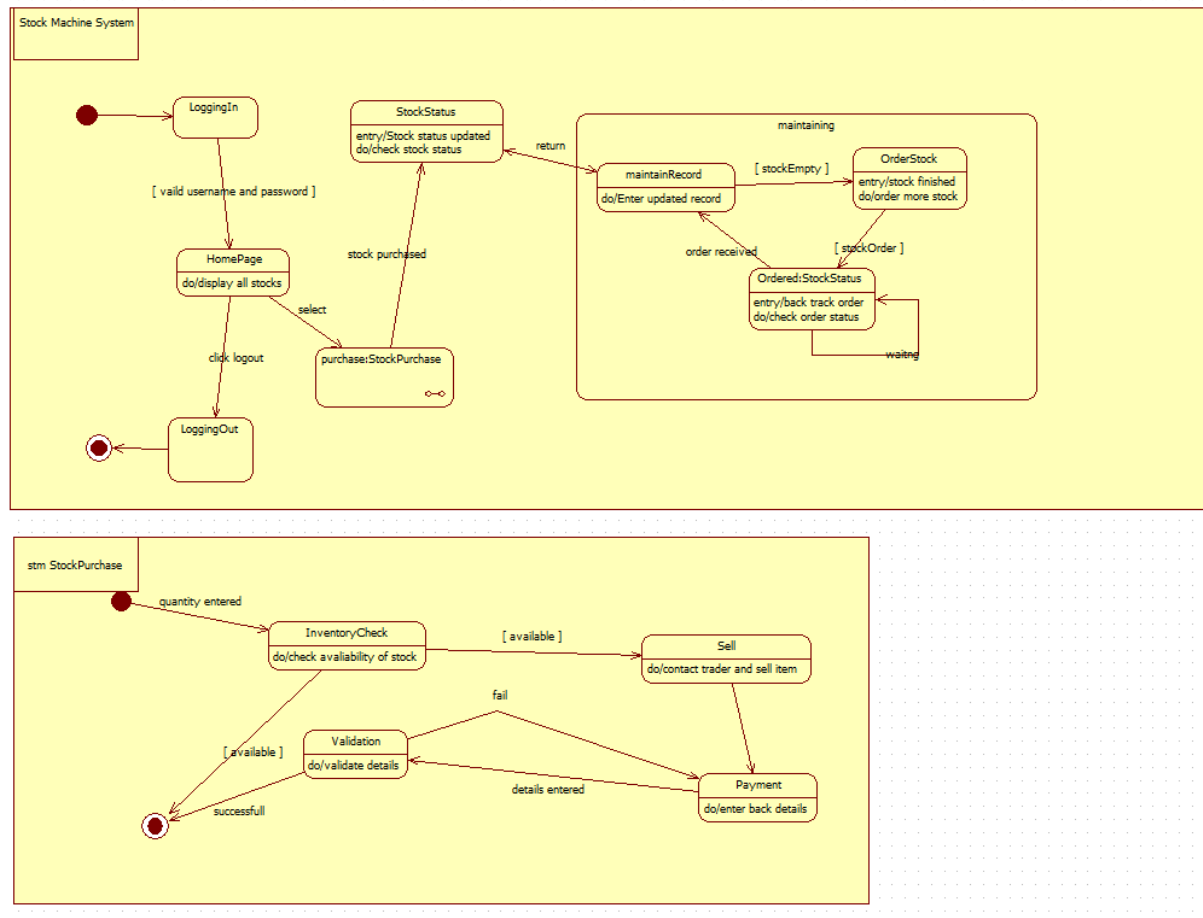 Stock Machine System
LoggingIn
StockStatus
entry/Stock status updated
do/check stock status
return
maintaining
maintainRecord
do/Enter updated record
[ stockEmpty ]
OrderStock
entry/stock finished
do/order more stock
[ vaild username and password ]
HomePage
do/display all stocks
stock purchased
order received
[ stockOrder ]
Ordered:StockStatus
entry/back track order
do/check order status
waitng
select
click logout
purchase:StockPurchase
LoggingOut
stm StockPurchase
quantity entered
InventoryCheck
do/check avaliability of stock
[ available ]
Sell
do/contact trader and sell item
fail
[ available ]
Validation
do/validate details
details entered
Payment
do/enter back details
successfull